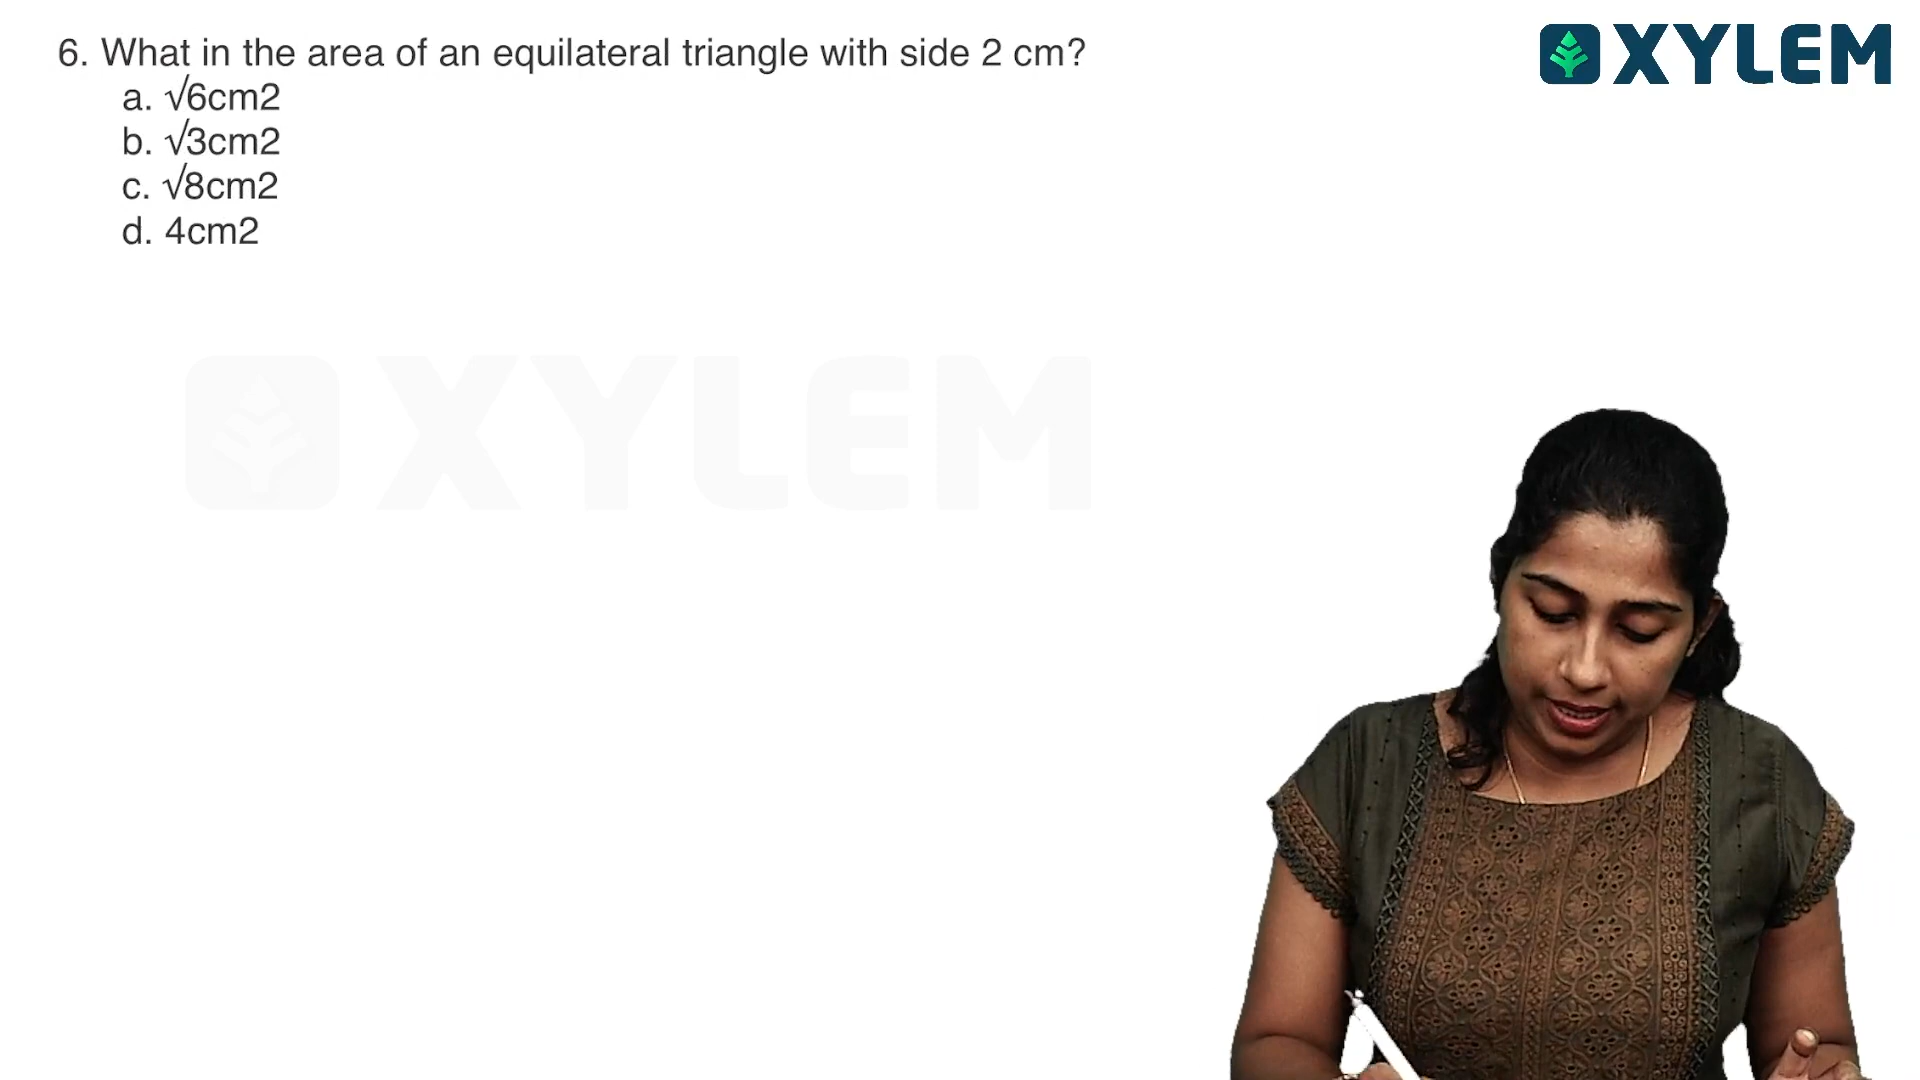 6. What in the area of an equilateral triangle with side 2 cm?
a. √6cm2
b. √3cm2
c. √8cm2
d. 4cm2
XYLEM
XYLEM